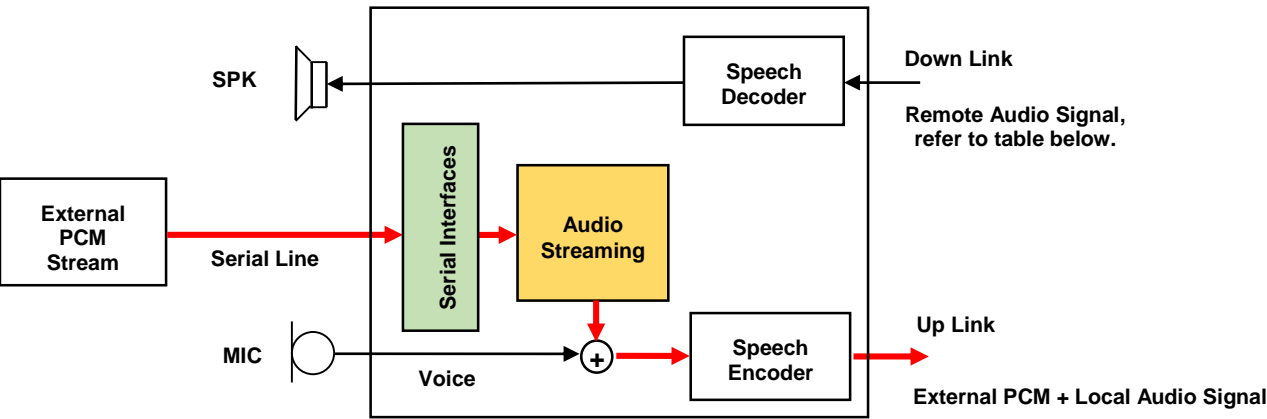 SPK
Speech
Decoder
Down Link
Remote Audio Signal,
refer to table below.
External
PCM
Stream
Serial Line
Serial Interfaces
Audio
Streaming
MIC
Voice
+
Speech
Encoder
Up Link
External PCM + Local Audio Signal